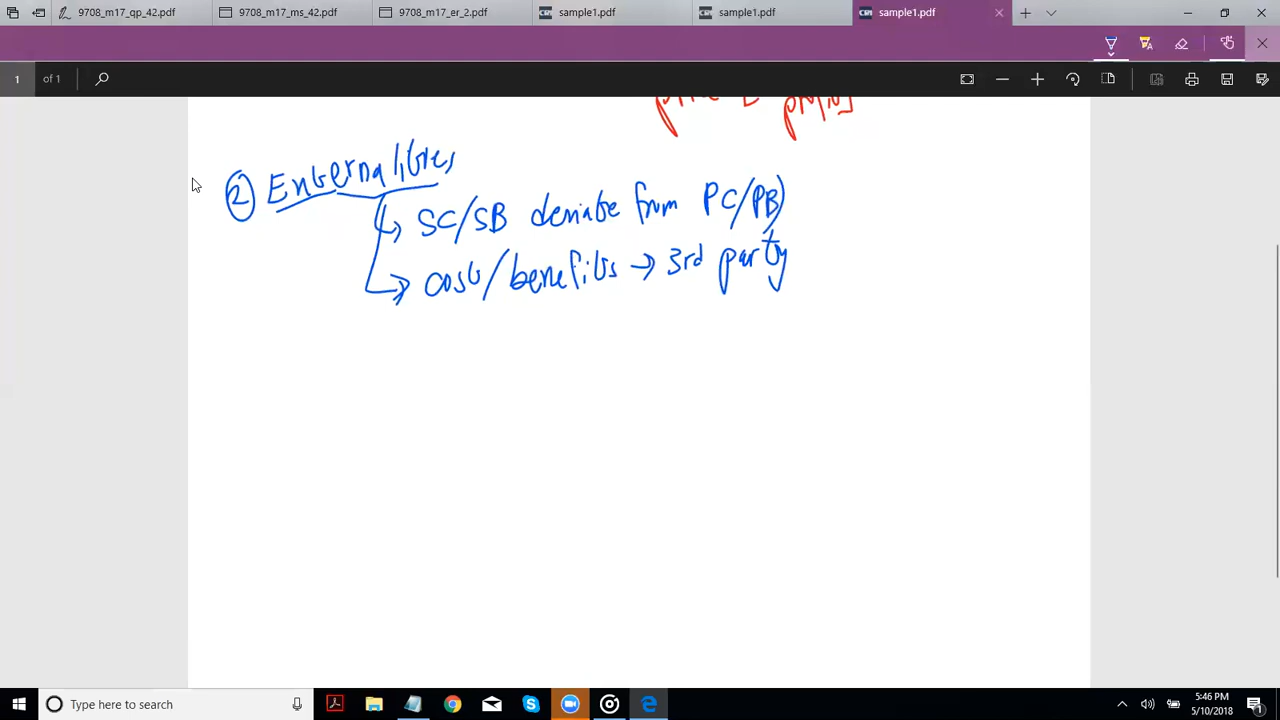 9708_m17_qp_42.pdf 9708_m17_ms_42.pdf 9708_m17_er_2.pdf sample1.pdf sample1.pdf sample1.pdf
1 of 1
② Externalities
SC/SB deviate from PC/PB
cost/benefits → 3rd party
Type here to search
5:46 PM
5/10/2018